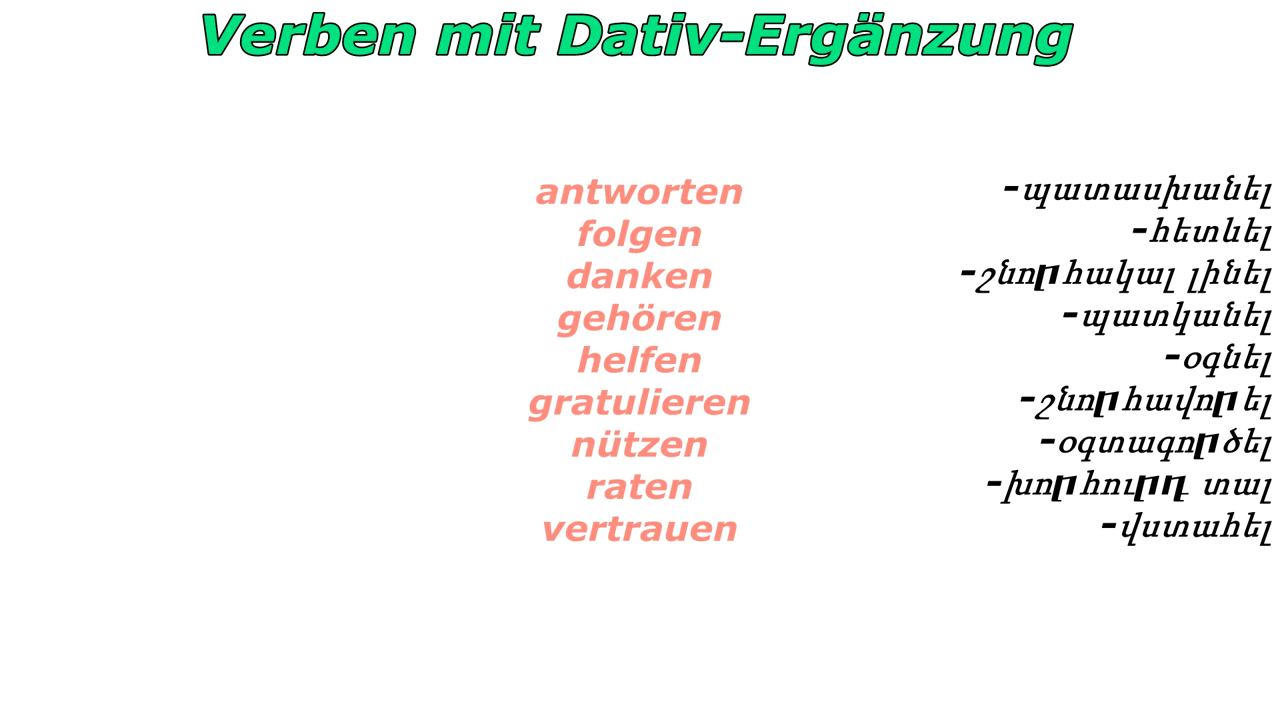 Verben mit Dativ-Ergänzung
antworten -պատասխանել
folgen -հետևել
danken -շնորհակալ լինել
gehören -պատկանել
helfen -օգնել
gratulieren -շնորհավորել
nützen -օգտագործել
raten -խորհուրդ տալ
vertrauen -վստահել